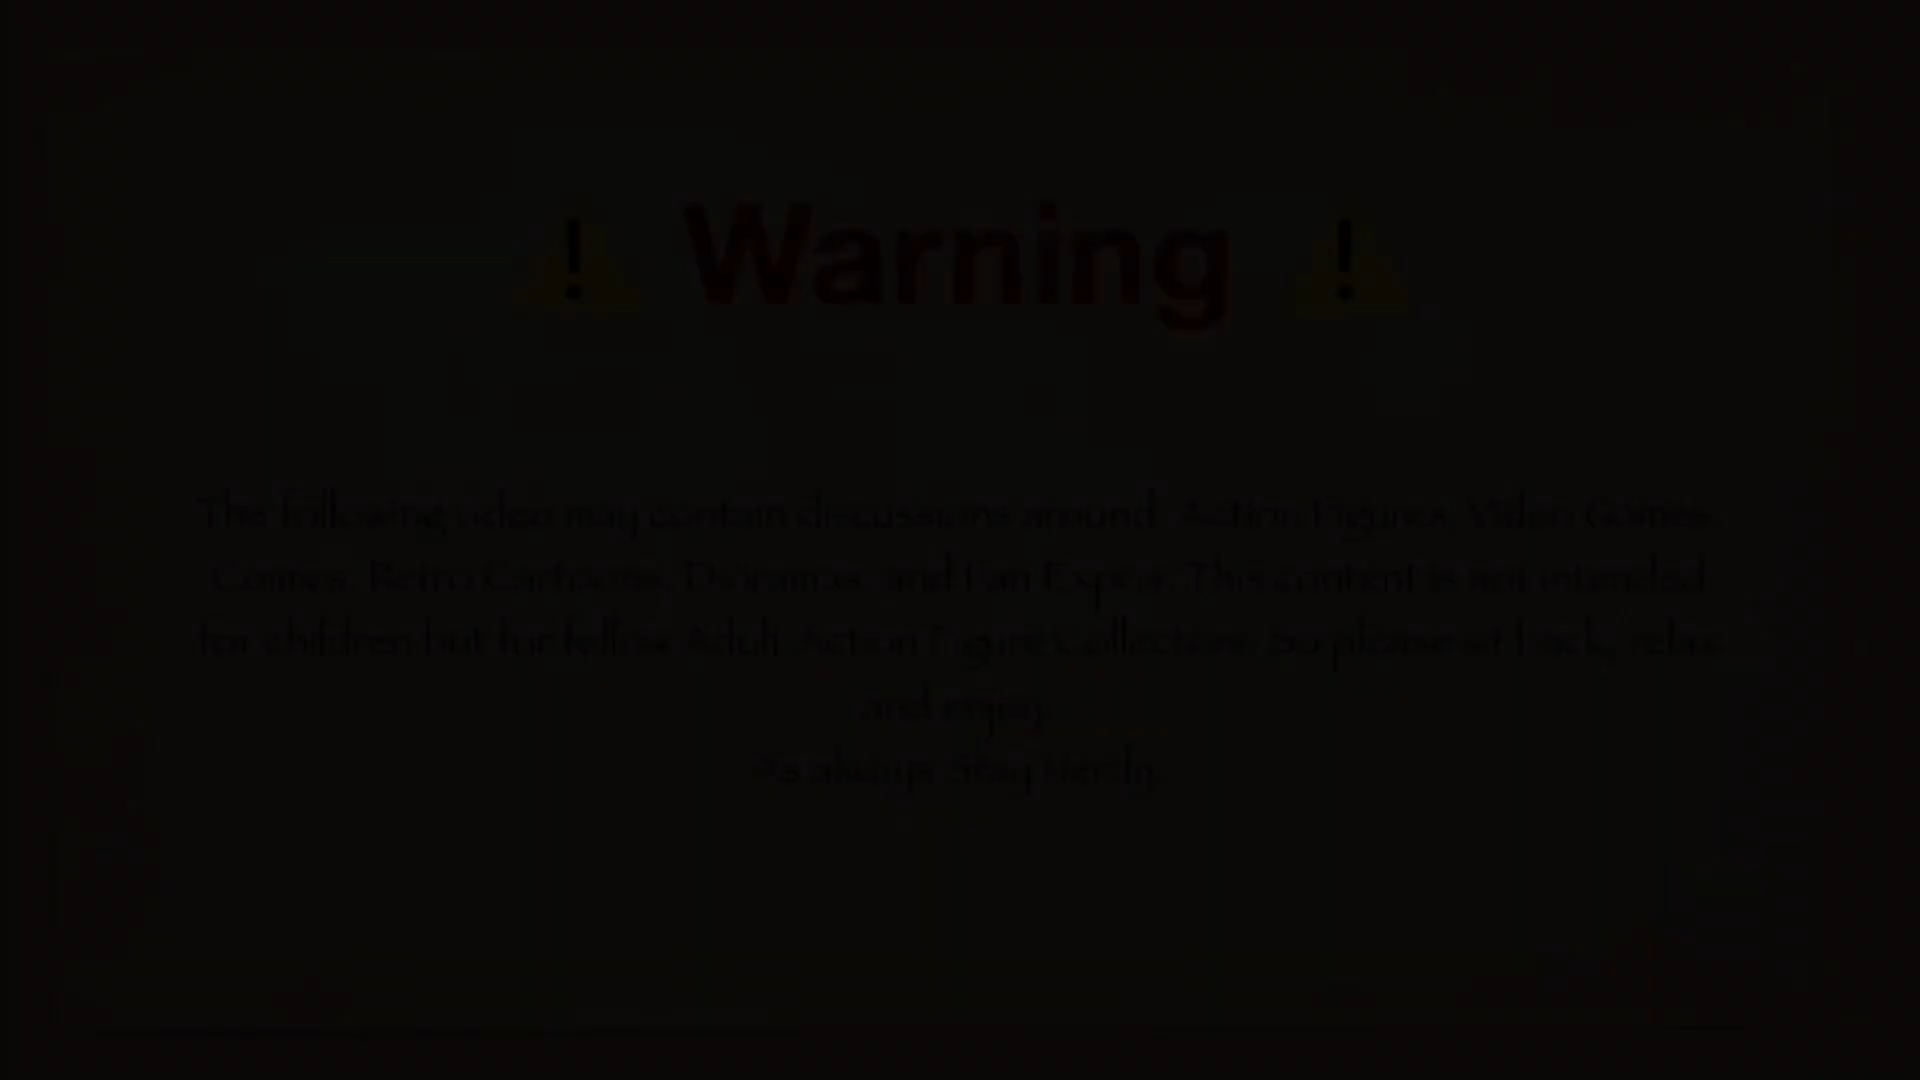 ! Warning !
The following video may contain discussions around: Action Figures, Video Games,
Comics, Retro Cartoons, Dioramas, and Fan Expos. This content is not intended
for children but for fellow Adult Action Figure Collectors. So please sit back, relax
and enjoy.
As always Stay Nerdy.